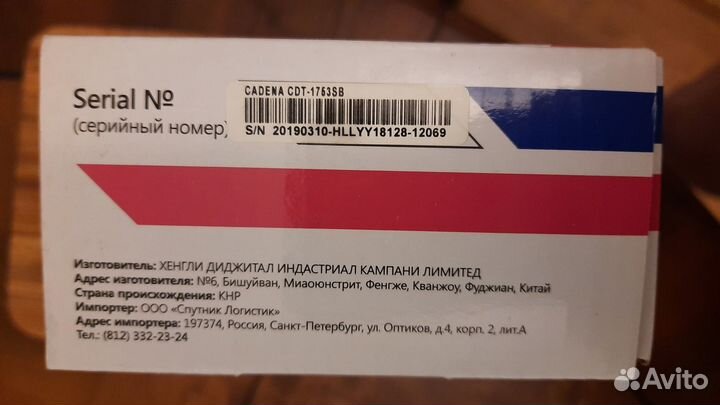 CADENA CDT-1753SB
Serial №
(серийный номер)
S/N 20190310-HLLYY18128-12069
Изготовитель: ХЕНГЛИ ДИДЖИТАЛ ИНДАСТРИАЛ КАМПАНИ ЛИМИТЕД
Адрес изготовителя: №6, Бишуйван, Миаоюнстрит, Фенгже, Кванжоу, Фуджиан, Китай
Страна происхождения: КНР
Импортер: ООО «Спутник Логистик»
Адрес импортера: 197374, Россия, Санкт-Петербург, ул. Оптиков, д.4, корп. 2, лит.А
Тел.: (812) 332-23-24
Avito